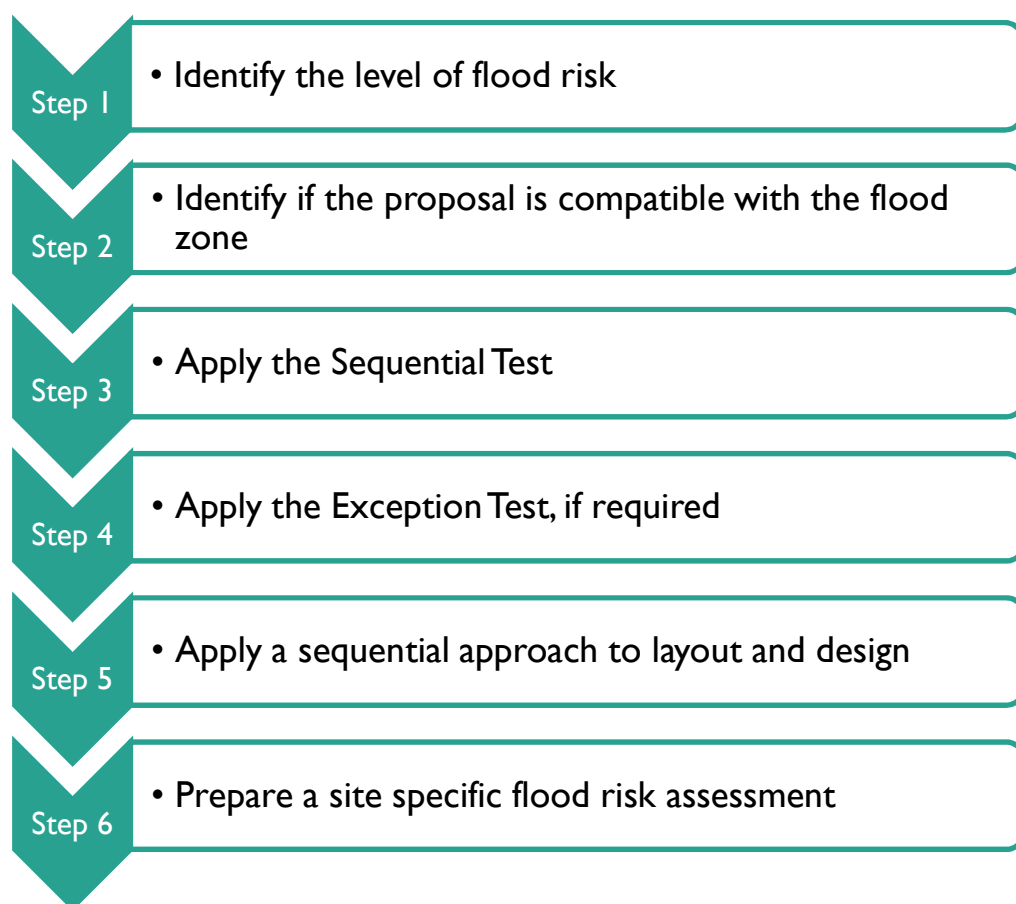 Step 1
• Identify the level of flood risk
Step 2
• Identify if the proposal is compatible with the flood
zone
Step 3
• Apply the Sequential Test
Step 4
• Apply the Exception Test, if required
Step 5
• Apply a sequential approach to layout and design
Step 6
• Prepare a site specific flood risk assessment